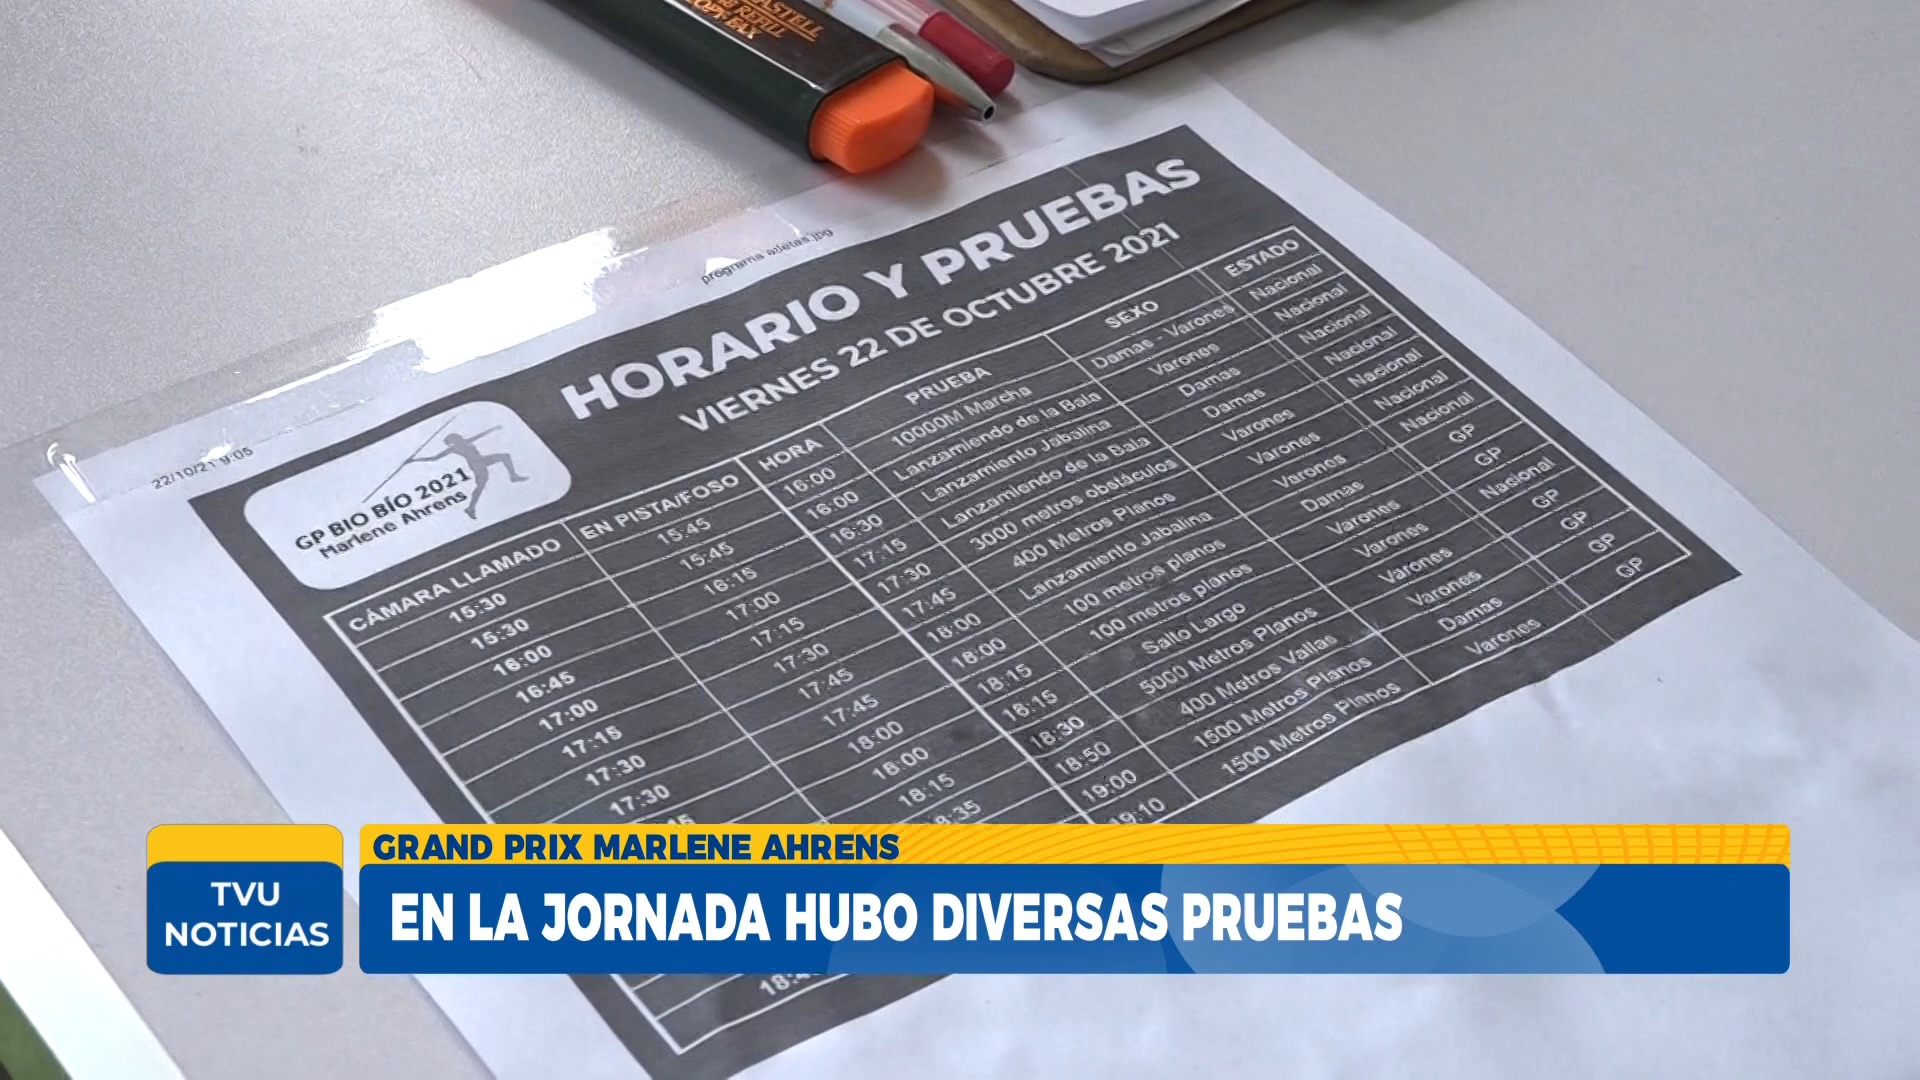 CASTELL
programa atletas.jpg
22/10/21 9:05
HORARIO Y PRUEBAS
VIERNES 22 DE OCTUBRE 2021
GP BIO BÍO 2021
Marlene Ahrens
CÁMARA LLAMADO EN PISTA/FOSO HORA PRUEBA SEXO ESTADO
15:30 15:45 16:00 10000M Marcha Damas - Varones Nacional
15:30 15:45 16:00 Lanzamiendo de la Bala Varones Nacional
16:00 16:15 16:30 Lanzamiento Jabalina Damas Nacional
16:45 17:00 17:15 Lanzamiendo de la Bala Damas Nacional
17:00 17:15 17:30 3000 metros obstáculos Varones Nacional
17:15 17:30 17:45 400 Metros Planos Varones Nacional
17:30 17:45 18:00 Lanzamiento Jabalina Varones Nacional
17:30 17:45 18:00 100 metros planos Damas GP
18:00 18:15 100 metros planos Varones GP
18:00 18:15 Salto Largo Varones Nacional
18:15 18:30 5000 Metros Planos Varones GP
8:35 18:50 400 Metros Vallas Varones GP
19:00 1500 Metros Planos Damas GP
19:10 1500 Metros Planos Varones GP
GRAND PRIX MARLENE AHRENS
TVU
NOTICIAS
EN LA JORNADA HUBO DIVERSAS PRUEBAS